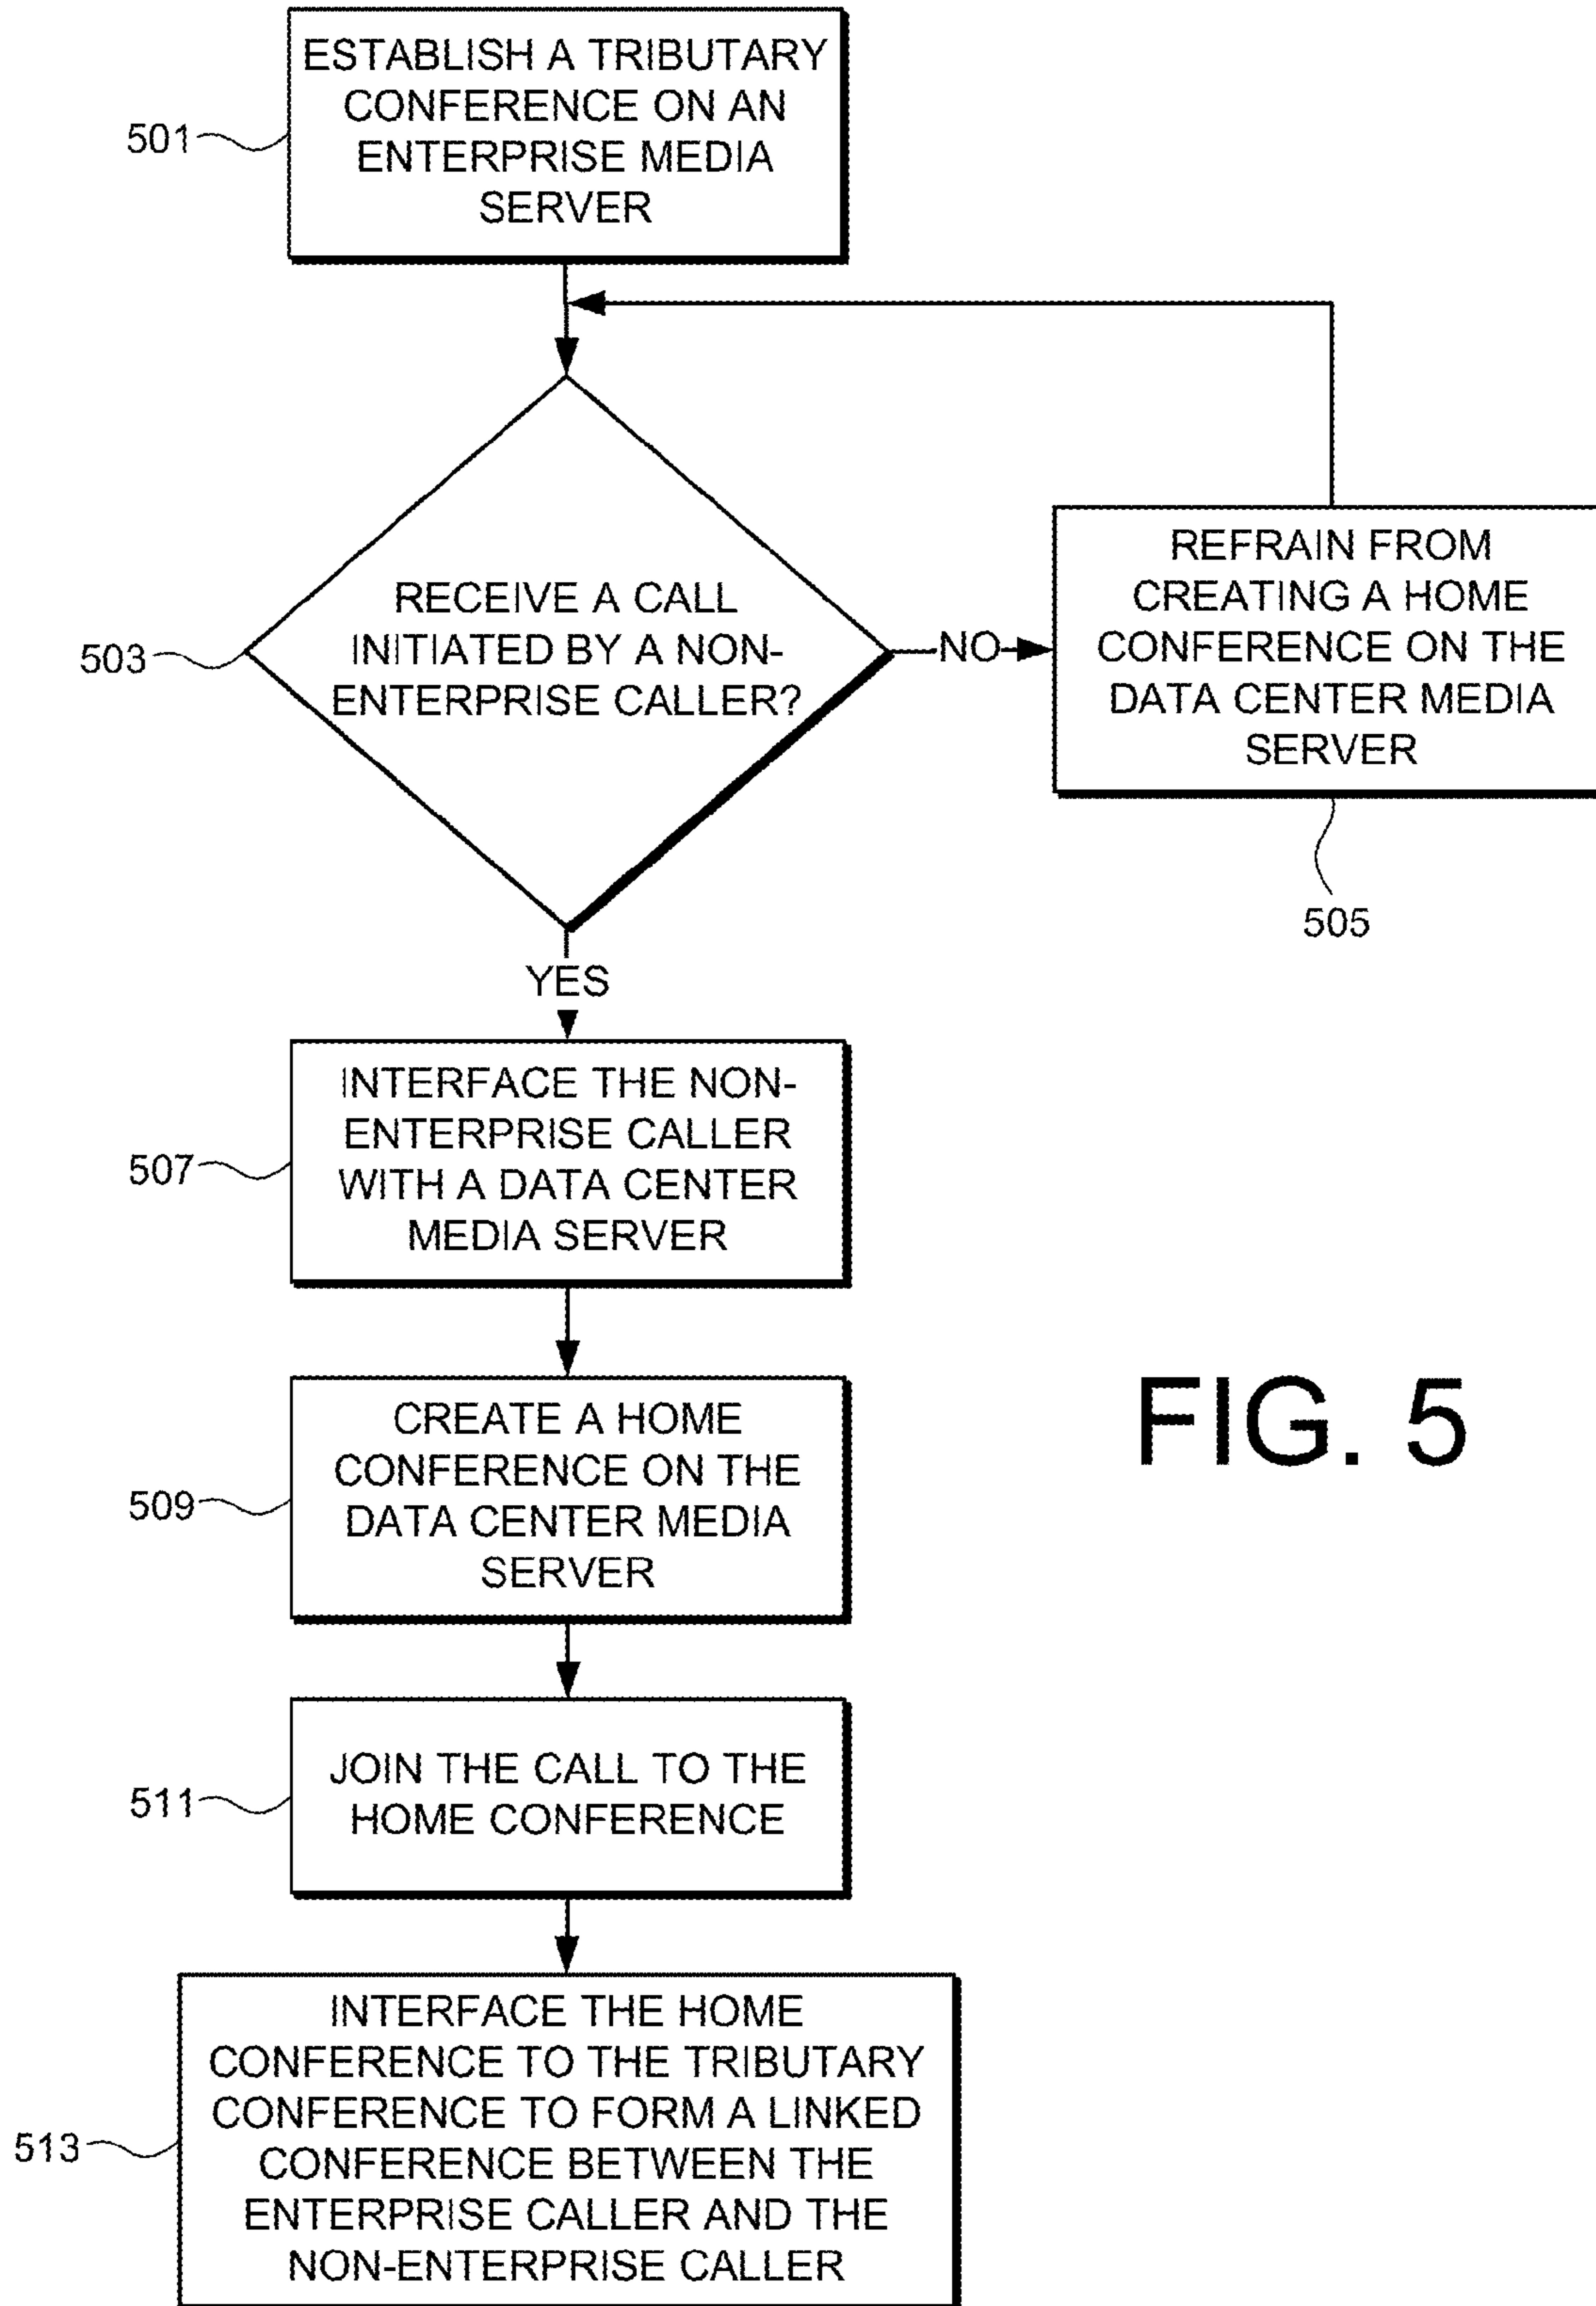 ESTABLISH A TRIBUTARY
CONFERENCE ON AN
ENTERPRISE MEDIA
SERVER
501
RECEIVE A CALL
INITIATED BY A NON-
ENTERPRISE CALLER?
503
NO
REFRAIN FROM
CREATING A HOME
CONFERENCE ON THE
DATA CENTER MEDIA
SERVER
505
YES
INTERFACE THE NON-
ENTERPRISE CALLER
WITH A DATA CENTER
MEDIA SERVER
507
CREATE A HOME
CONFERENCE ON THE
DATA CENTER MEDIA
SERVER
509
FIG. 5
JOIN THE CALL TO THE
HOME CONFERENCE
511
INTERFACE THE HOME
CONFERENCE TO THE TRIBUTARY
CONFERENCE TO FORM A LINKED
CONFERENCE BETWEEN THE
ENTERPRISE CALLER AND THE
NON-ENTERPRISE CALLER
513